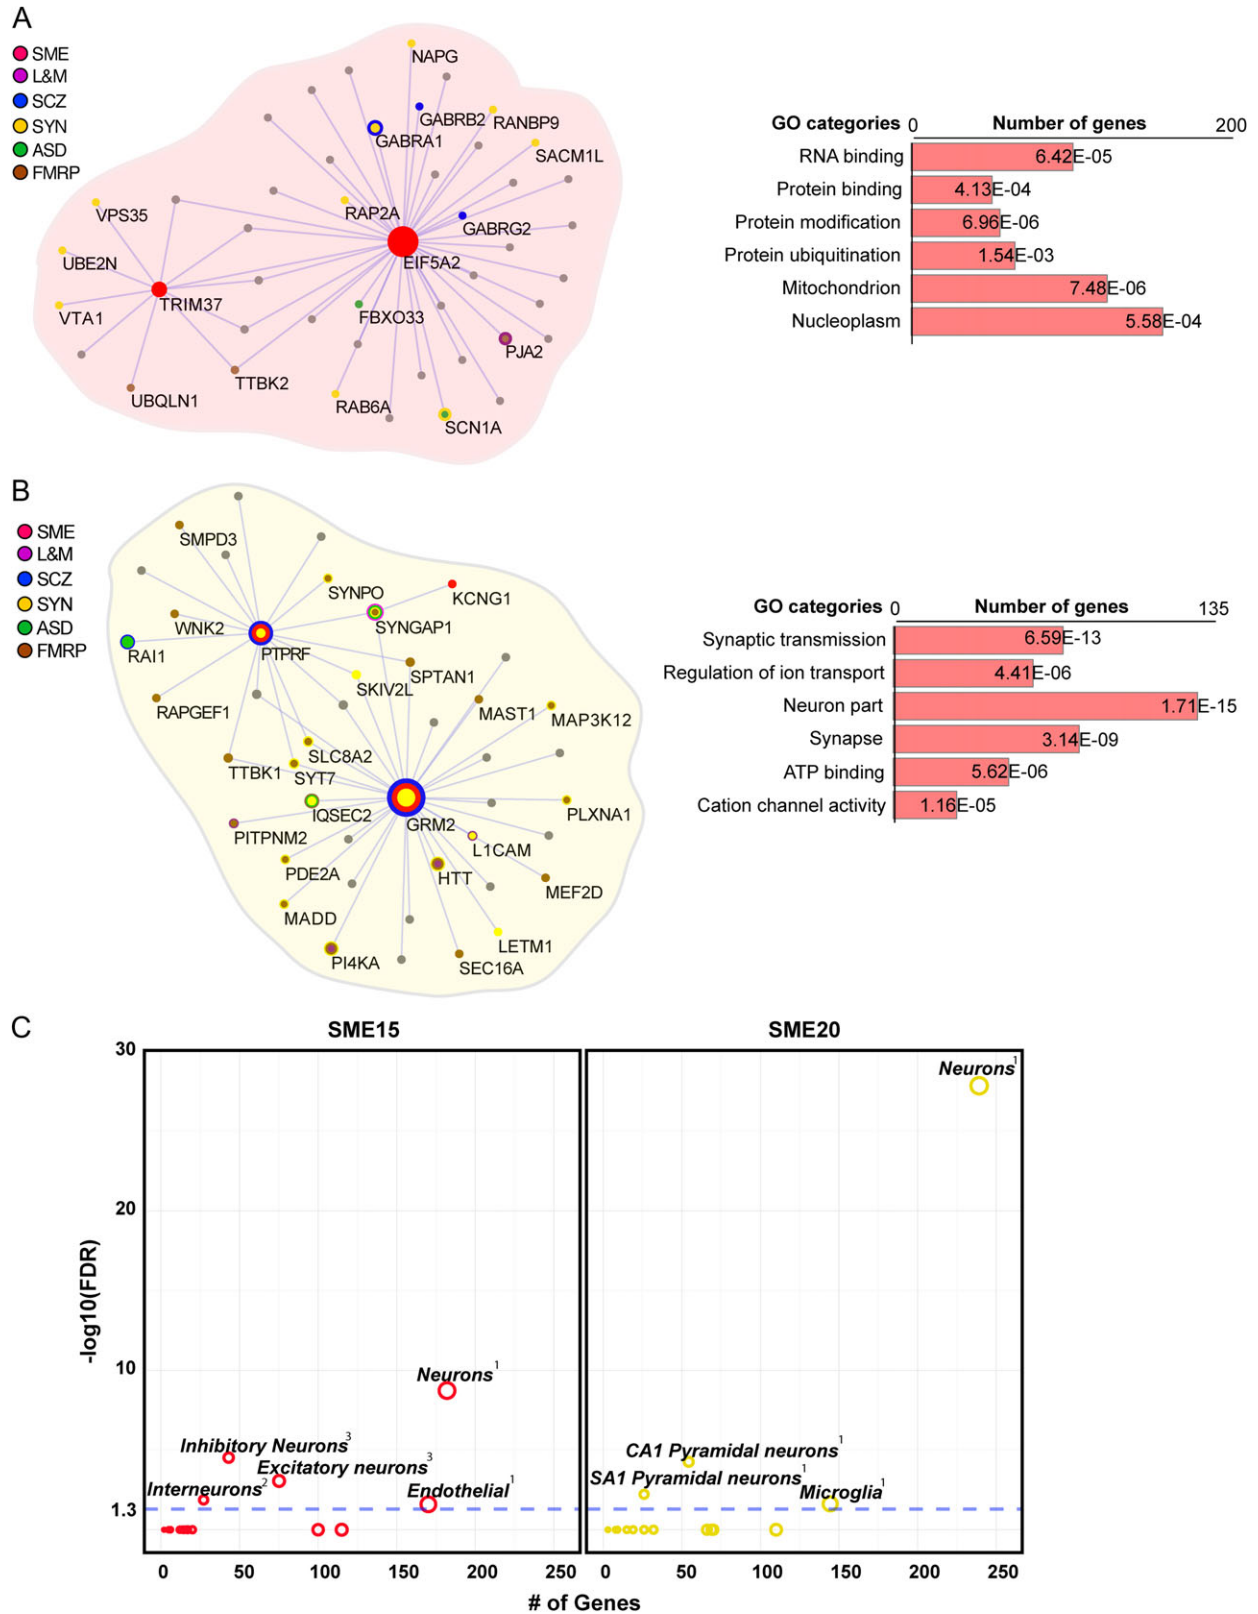 A
SME
L&M
SCZ
SYN
ASD
FMRP
NAPG
GABRB2
RANBP9
GABRA1
SACM1L
VPS35
RAP2A
GABRG2
UBE2N
EIF5A2
TRIM37
VTA1
FBXO33
PJA2
TTBK2
UBQLN1
RAB6A
SCN1A
GO categories 0 Number of genes 200
RNA binding 6.42E-05
Protein binding 4.13E-04
Protein modification 6.96E-06
Protein ubiquitination 1.54E-03
Mitochondrion 7.48E-06
Nucleoplasm 5.58E-04
B
SME
L&M
SCZ
SYN
ASD
FMRP
SMPD3
SYNPO
KCNG1
WNK2
SYNGAP1
RAI1
PTPRF
SPTAN1
SKIV2L
RAPGEF1
MAST1
MAP3K12
SLC8A2
TTBK1
SYT7
IQSEC2
PLXNA1
GRM2
PITPNM2
L1CAM
PDE2A
HTT
MEF2D
MADD
LETM1
PI4KA
SEC16A
GO categories 0 Number of genes 135
Synaptic transmission 6.59E-13
Regulation of ion transport 4.41E-06
Neuron part 1.71E-15
Synapse 3.14E-09
ATP binding 5.62E-06
Cation channel activity 1.16E-05
C
SME15 SME20
30
20
10
1.3
-log10(FDR)
Neurons1
Inhibitory Neurons3
Excitatory neurons3
Interneurons2
Endothelial1
Neurons1
CA1 Pyramidal neurons1
SA1 Pyramidal neurons1
Microglia1
0 50 100 150 200 250 0 50 100 150 200 250
# of Genes